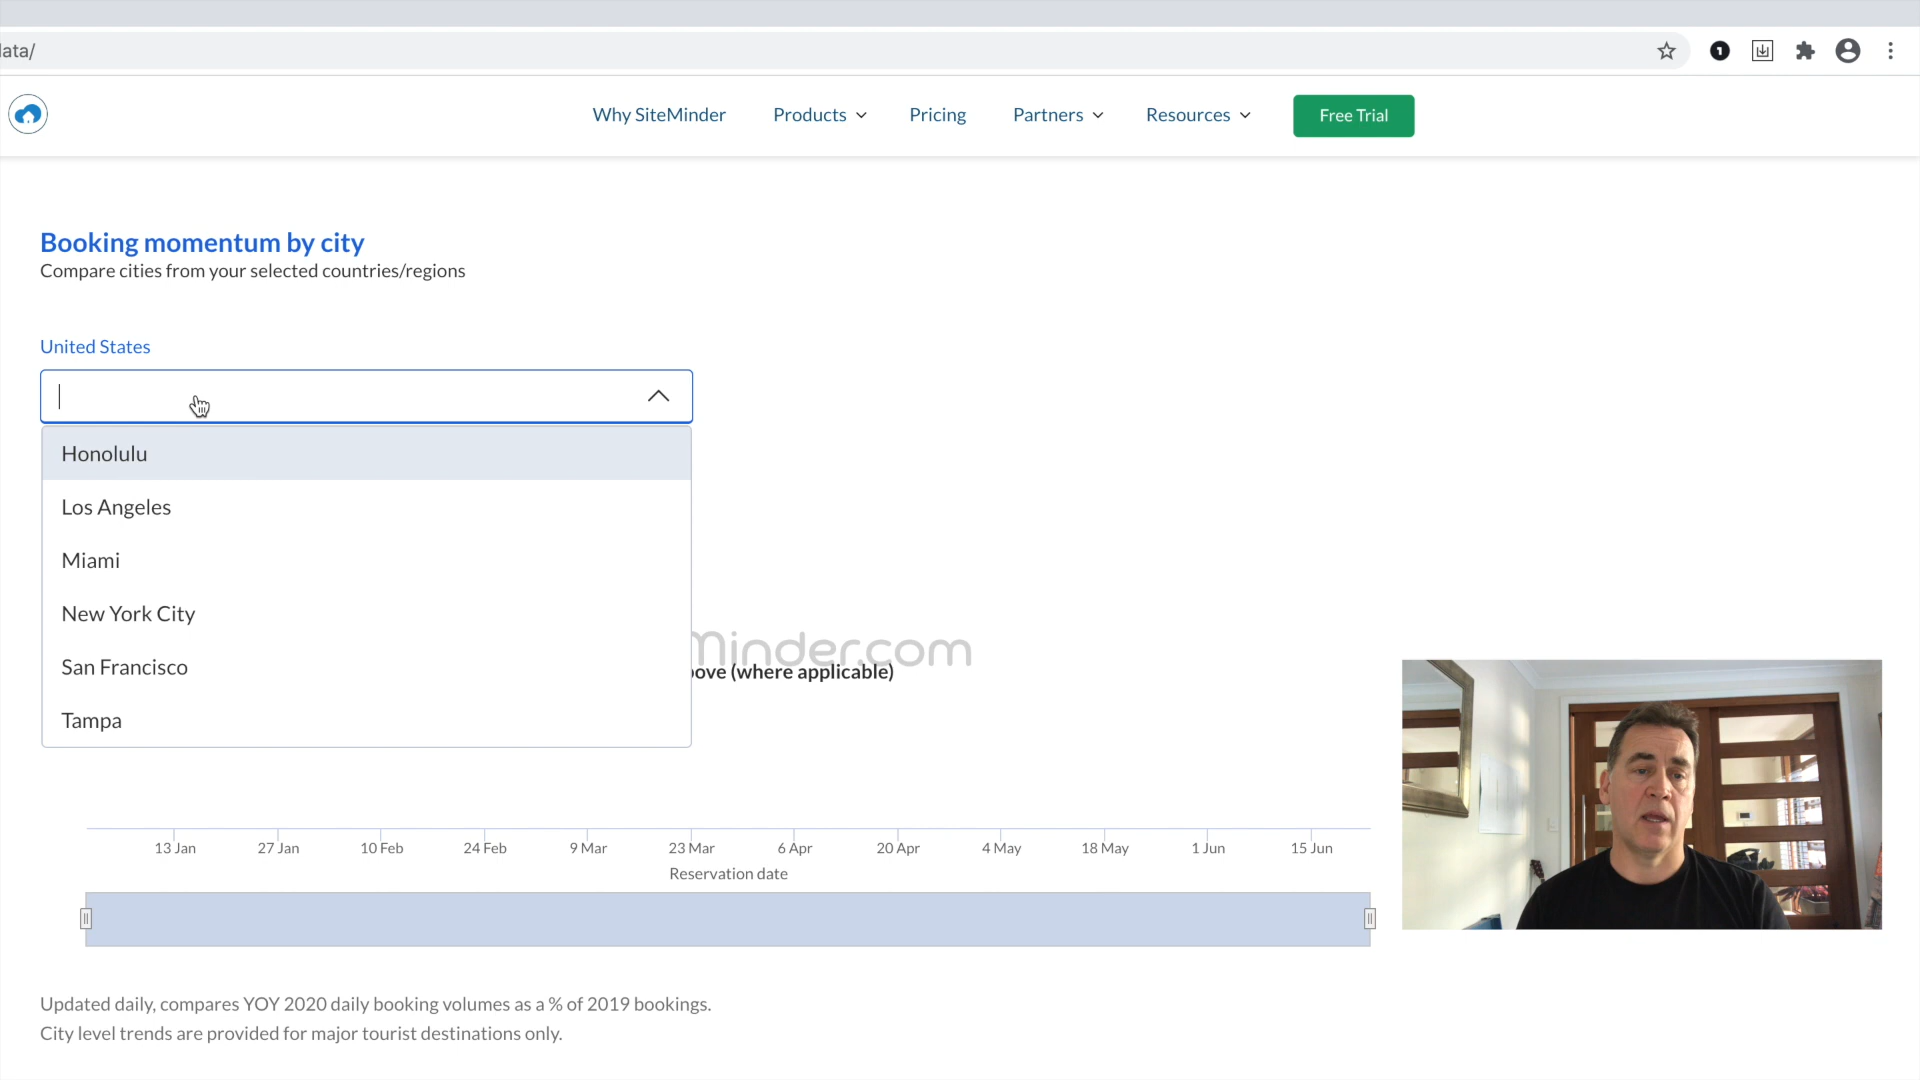 data/
1
Why SiteMinder
Products
Pricing
Partners
Resources
Free Trial
Booking momentum by city
Compare cities from your selected countries/regions
United States
Honolulu
Los Angeles
Miami
New York City
San Francisco
Tampa
Minder.com
(where applicable)
13 Jan
27 Jan
10 Feb
24 Feb
9 Mar
23 Mar
6 Apr
20 Apr
4 May
18 May
1 Jun
15 Jun
Reservation date
Updated daily, compares YOY 2020 daily booking volumes as a % of 2019 bookings.
City level trends are provided for major tourist destinations only.